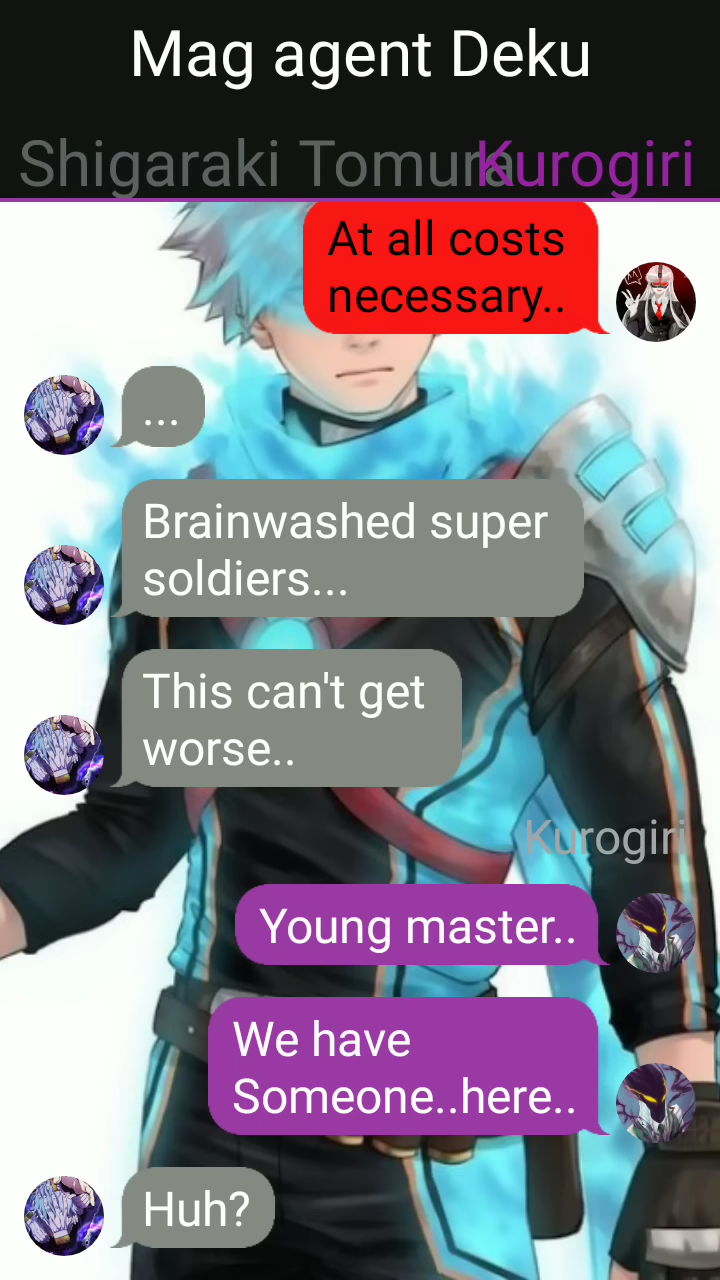 Mag agent Deku
Shigaraki Tomura Kurogiri
At all costs
necessary..
...
Brainwashed super
soldiers...
This can't get
worse..
Kurogiri
Young master..
We have
Someone..here..
Huh?